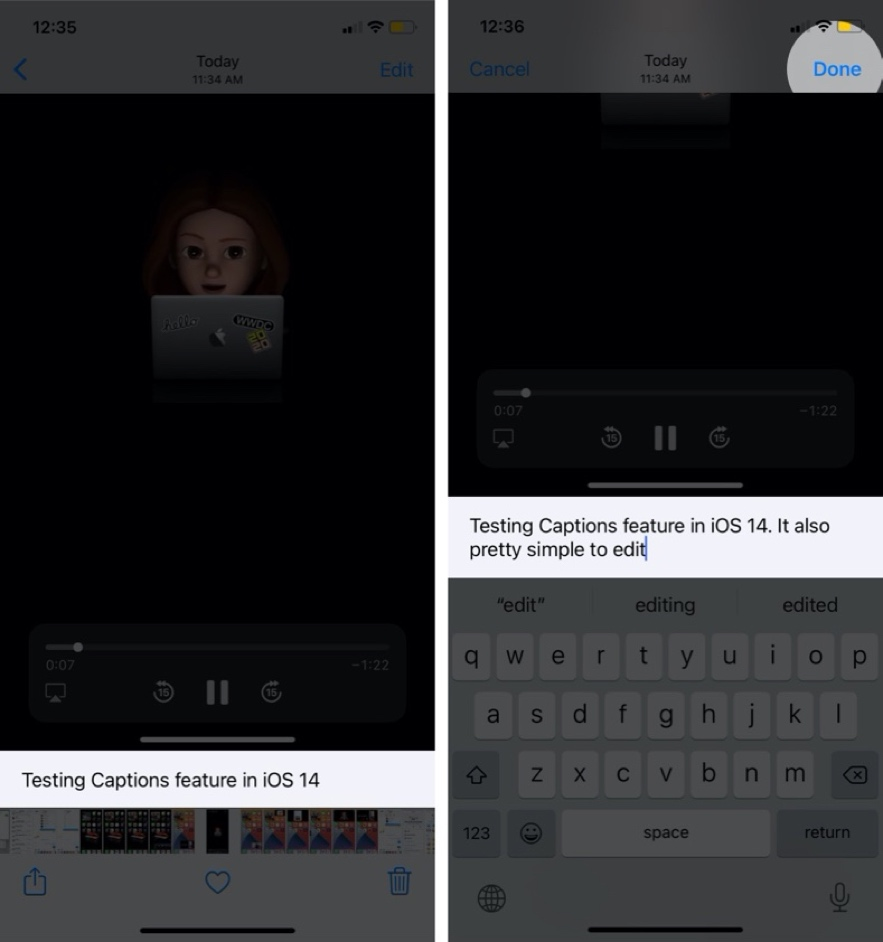 12:35
Today
11:34 AM
Edit
hello
WWDC
0:07
−1:22
15
15
Testing Captions feature in iOS 14
12:36
Cancel
Today
11:34 AM
Done
0:07
−1:22
15
15
Testing Captions feature in iOS 14. It also
pretty simple to edit
“edit” editing edited
q w e r t y u i o p
a s d f g h j k l
z x c v b n m
123 space return